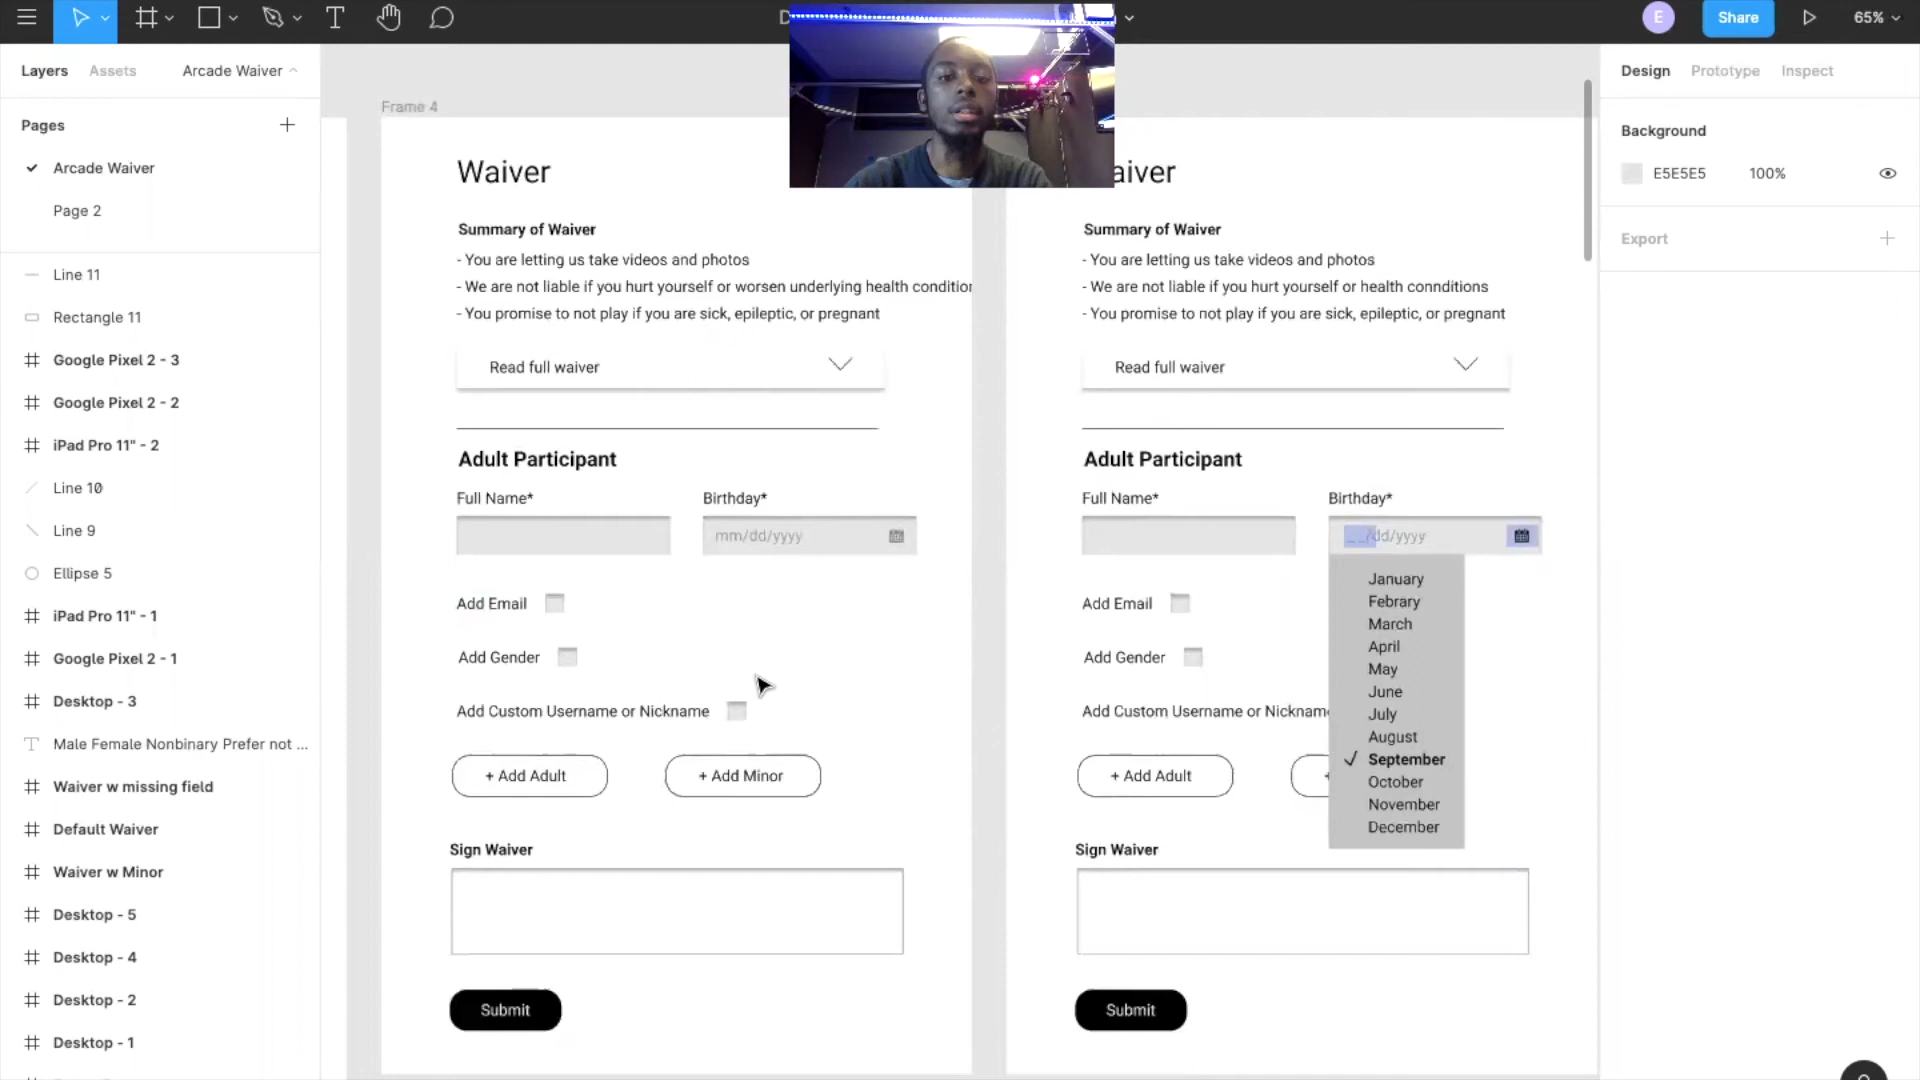 E
Share
65%
Layers
Assets
Arcade Waiver
Pages
Arcade Waiver
Page 2
Line 11
Rectangle 11
Google Pixel 2 - 3
Google Pixel 2 - 2
iPad Pro 11" - 2
Line 10
Line 9
Ellipse 5
iPad Pro 11" - 1
Google Pixel 2 - 1
Desktop - 3
Male Female Nonbinary Prefer not ...
Waiver w missing field
Default Waiver
Waiver w Minor
Desktop - 5
Desktop - 4
Desktop - 2
Desktop - 1
Frame 4
Waiver
Summary of Waiver
- You are letting us take videos and photos
- We are not liable if you hurt yourself or worsen underlying health condition
- You promise to not play if you are sick, epileptic, or pregnant
Read full waiver
Adult Participant
Full Name*
Birthday*
mm/dd/yyyy
Add Email
Add Gender
Add Custom Username or Nickname
+ Add Adult
+ Add Minor
Sign Waiver
Submit
aiver
Summary of Waiver
- You are letting us take videos and photos
- We are not liable if you hurt yourself or health connditions
- You promise to not play if you are sick, epileptic, or pregnant
Read full waiver
Adult Participant
Full Name*
Birthday*
_ _/dd/yyyy
January
Febrary
March
April
May
June
July
August
September
October
November
December
Add Email
Add Gender
Add Custom Username or Nicknam
+ Add Adult
+
Sign Waiver
Submit
Design
Prototype
Inspect
Background
E5E5E5
100%
Export